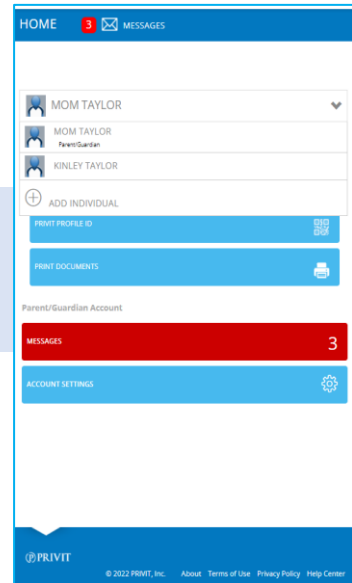 HOME 3 MESSAGES
MOM TAYLOR
MOM TAYLOR
Parent/Guardian
KINLEY TAYLOR
ADD INDIVIDUAL
PRIVIT PROFILE ID
PRINT DOCUMENTS
Parent/Guardian Account
MESSAGES 3
ACCOUNT SETTINGS
PRIVIT
© 2022 PRIVIT, Inc. About Terms of Use Privacy Policy Help Center